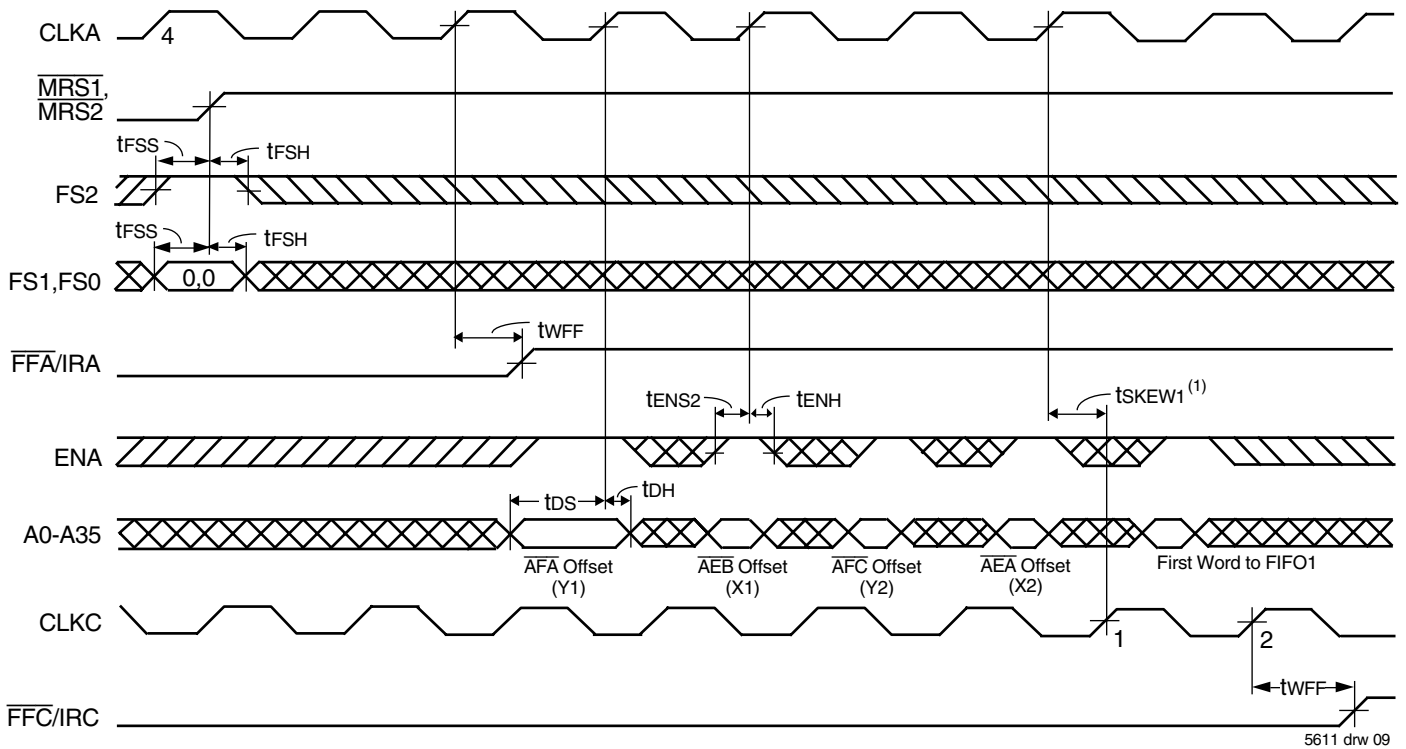 CLKA
4
MRS1,
MRS2
tFSS
tFSH
FS2
tFSS
tFSH
FS1,FS0
0,0
tWFF
FFA/IRA
tENS2
tENH
tSKEW1(1)
ENA
tDS
tDH
A0-A35
AFA Offset
(Y1)
AEB Offset
(X1)
AFC Offset
(Y2)
AEA Offset
(X2)
First Word to FIFO1
CLKC
1
2
tWFF
FFC/IRC
5611 drw 09